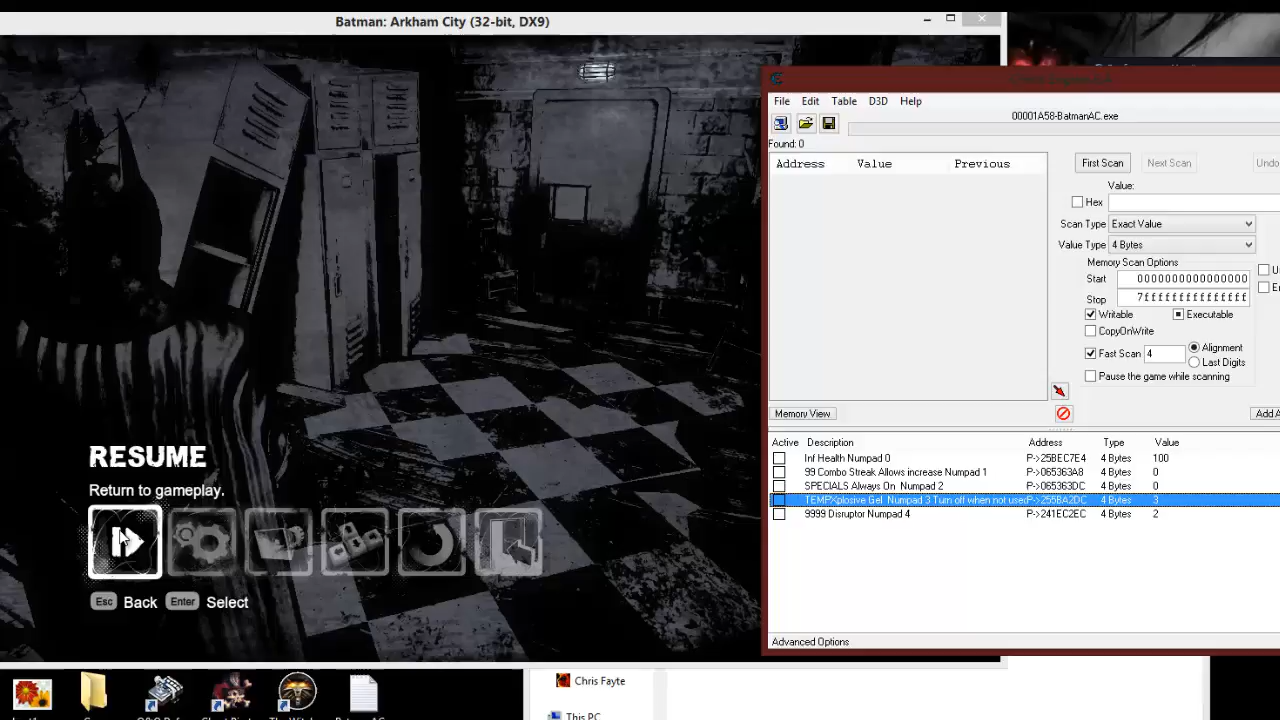 Batman: Arkham City (32-bit, DX9)
File Edit Table D3D Help
00001A58-BatmanAC.exe
Found: 0
Address Value Previous
First Scan Next Scan Undo
Value:
Hex
Scan Type Exact Value
Value Type 4 Bytes
Memory Scan Options
Start 0000000000000000
Stop 7fffffffffffffff
Writable Executable
CopyOnWrite
Fast Scan 4 Alignment
Last Digits
Pause the game while scanning
Memory View Add A
Active Description Address Type Value
Inf Health Numpad 0 P->25BEC7E4 4 Bytes 100
99 Combo Streak Allows increase Numpad 1 P->065363A8 4 Bytes 0
SPECIALS Always On Numpad 2 P->065363DC 4 Bytes 0
TEMPXplosive Gel Numpad 3 Turn off when not used P->255BA2DC 4 Bytes 3
9999 Disruptor Numpad 4 P->241EC2EC 4 Bytes 2
Advanced Options
RESUME
Return to gameplay.
Esc Back Enter Select
Chris Fayte
This PC